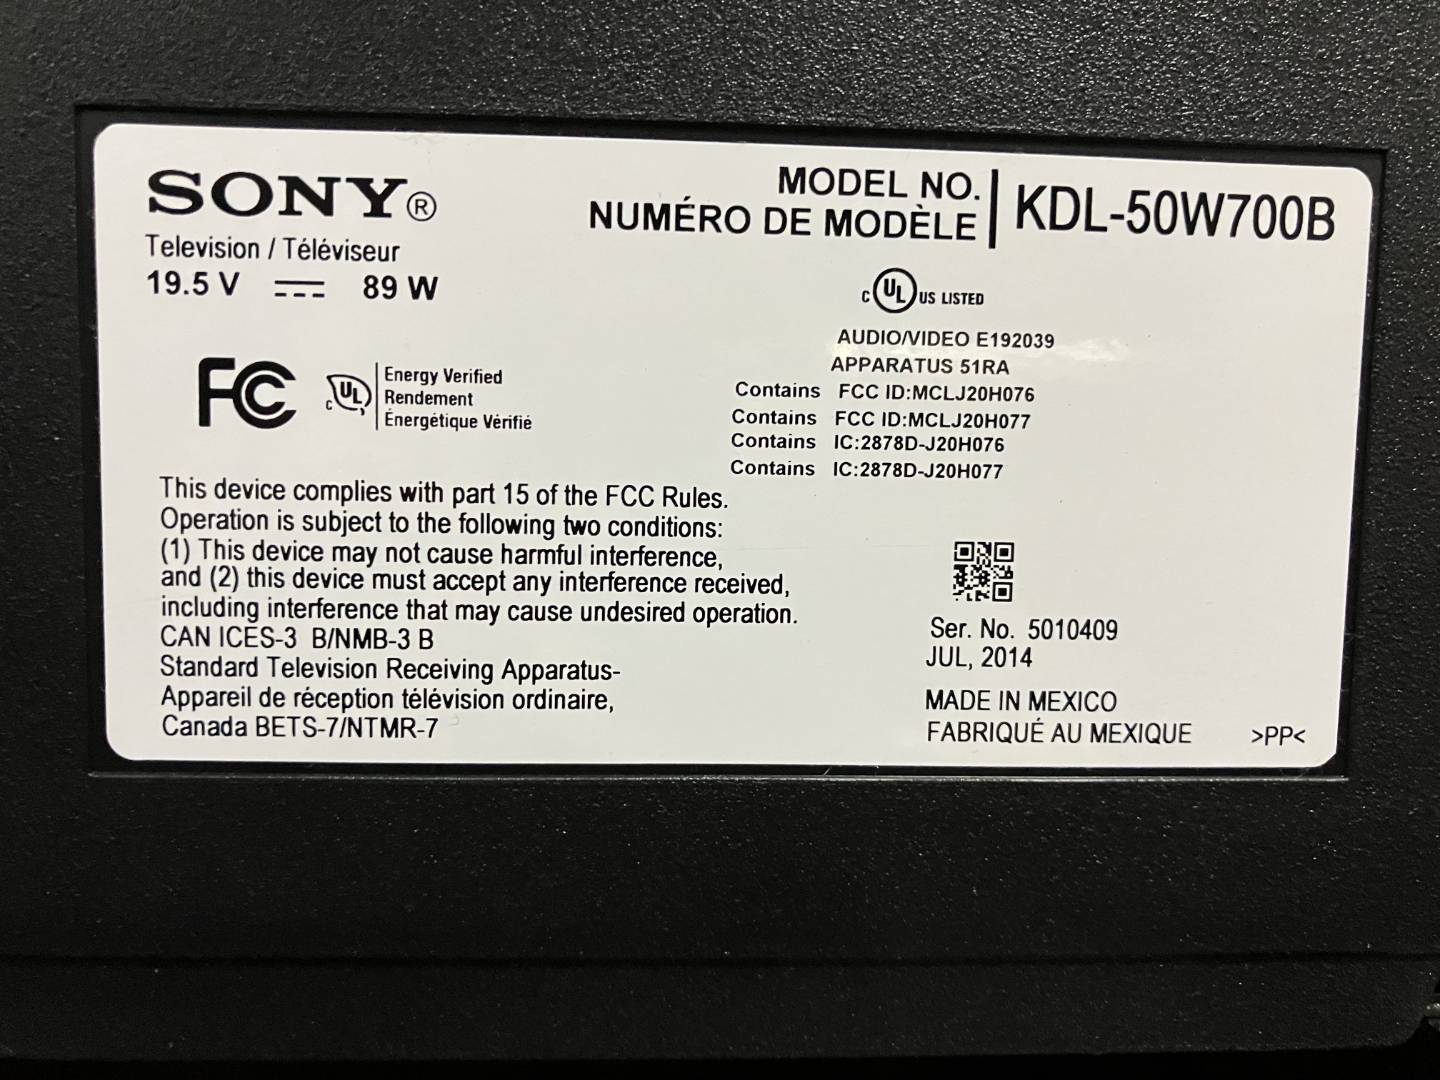 SONY®
Television / Téléviseur
19.5 V 89 W
MODEL NO.
NUMÉRO DE MODÈLE
KDL-50W700B
C UL US LISTED
AUDIO/VIDEO E192039
APPARATUS 51RA
Contains FCC ID:MCLJ20H076
Contains FCC ID:MCLJ20H077
Contains IC:2878D-J20H076
Contains IC:2878D-J20H077
FC
c UL
Energy Verified
Rendement
Énergétique Vérifié
This device complies with part 15 of the FCC Rules.
Operation is subject to the following two conditions:
(1) This device may not cause harmful interference,
and (2) this device must accept any interference received,
including interference that may cause undesired operation.
CAN ICES-3 B/NMB-3 B
Standard Television Receiving Apparatus-
Appareil de réception télévision ordinaire,
Canada BETS-7/NTMR-7
Ser. No. 5010409
JUL, 2014
MADE IN MEXICO
FABRIQUÉ AU MEXIQUE >PP<